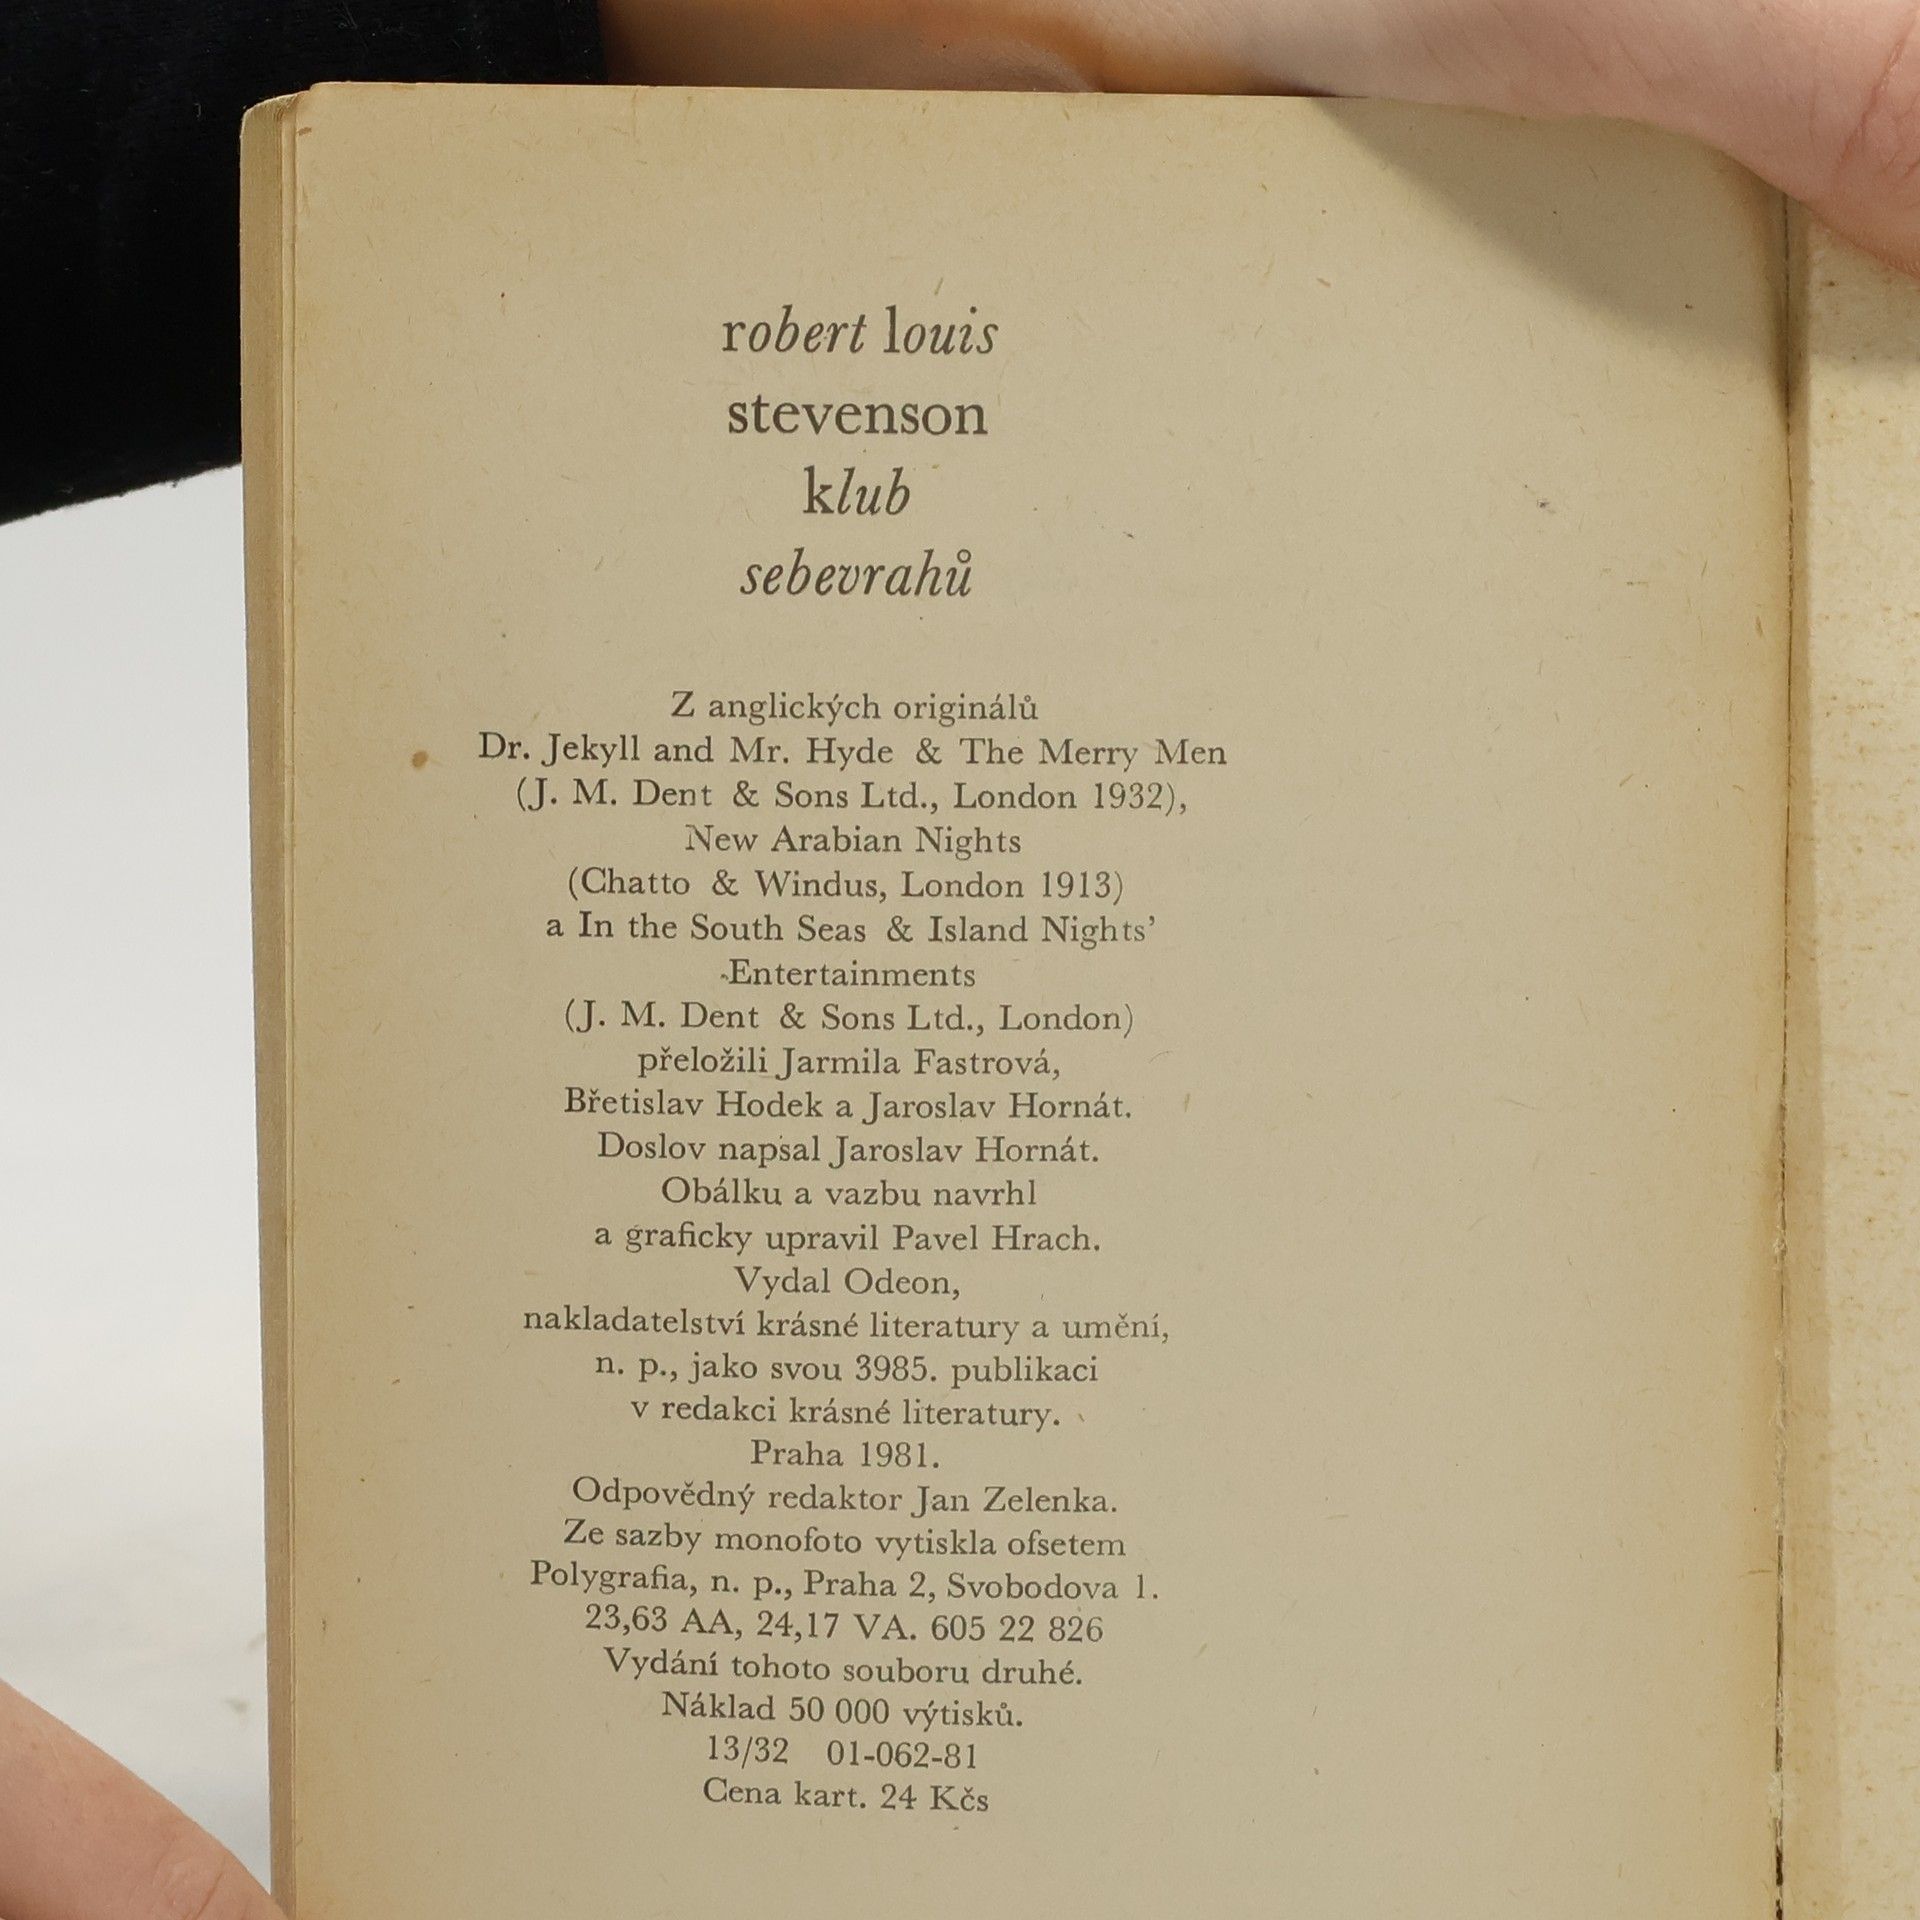 robert louis
stevenson
klub
sebevrahů
Z anglických originálů
Dr. Jekyll and Mr. Hyde & The Merry Men
(J. M. Dent & Sons Ltd., London 1932),
New Arabian Nights
(Chatto & Windus, London 1913)
a In the South Seas & Island Nights’
Entertainments
(J. M. Dent & Sons Ltd., London)
přeložili Jarmila Fastrová,
Břetislav Hodek a Jaroslav Hornát.
Doslov napsal Jaroslav Hornát.
Obálku a vazbu navrhl
a graficky upravil Pavel Hrach.
Vydal Odeon,
nakladatelství krásné literatury a umění,
n. p., jako svou 3985. publikaci
v redakci krásné literatury.
Praha 1981.
Odpovědný redaktor Jan Zelenka.
Ze sazby monofoto vytiskla ofsetem
Polygrafia, n. p., Praha 2, Svobodova 1.
23,63 AA, 24,17 VA. 605 22 826
Vydání tohoto souboru druhé.
Náklad 50 000 výtisků.
13/32 01-062-81
Cena kart. 24 Kčs